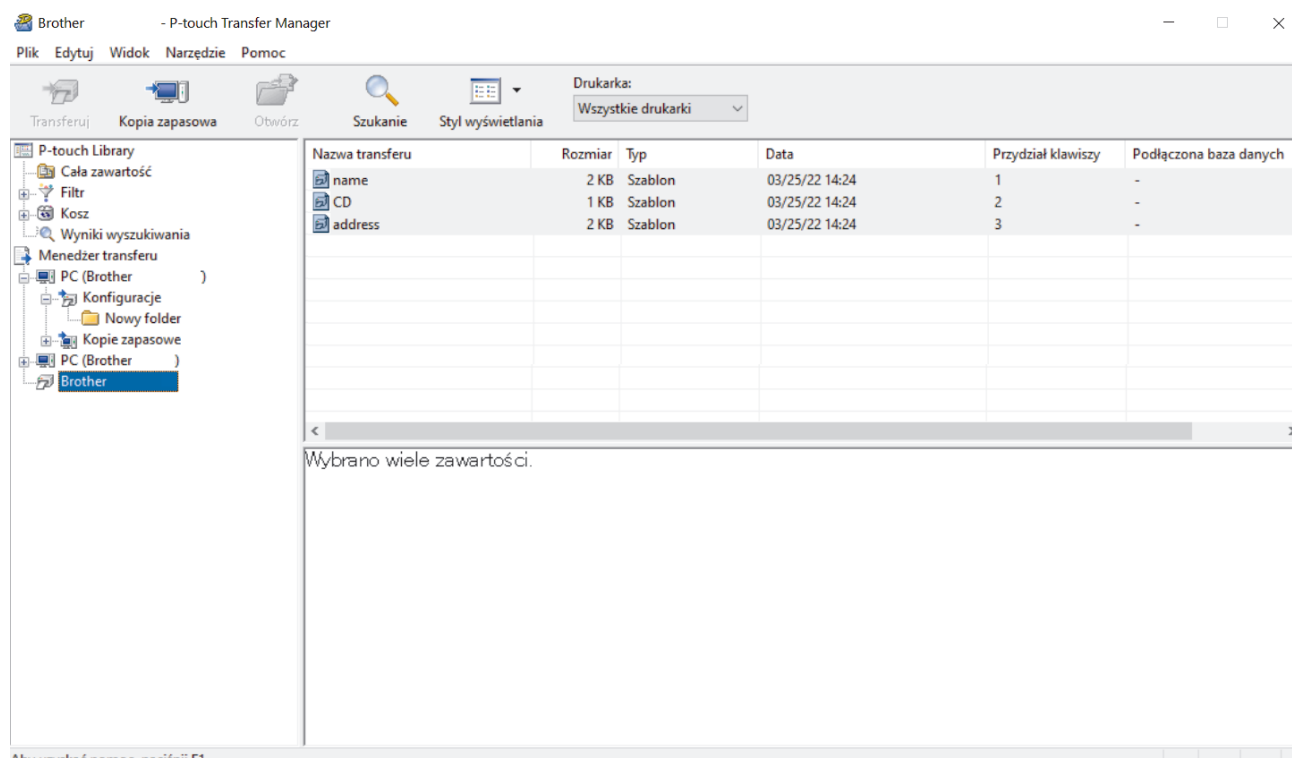 Brother - P-touch Transfer Manager
Plik Edytuj Widok Narzędzie Pomoc
Transferuj Kopia zapasowa Otwórz Szukanie Styl wyświetlania
Drukarka:
Wszystkie drukarki
P-touch Library
Cała zawartość
Filtr
Kosz
Wyniki wyszukiwania
Menedżer transferu
PC (Brother )
Konfiguracje
Nowy folder
Kopie zapasowe
PC (Brother )
Brother
Nazwa transferu Rozmiar Typ Data Przydział klawiszy Podłączona baza danych
name 2 KB Szablon 03/25/22 14:24 1 -
CD 1 KB Szablon 03/25/22 14:24 2 -
address 2 KB Szablon 03/25/22 14:24 3 -
Wybrano wiele zawartości.